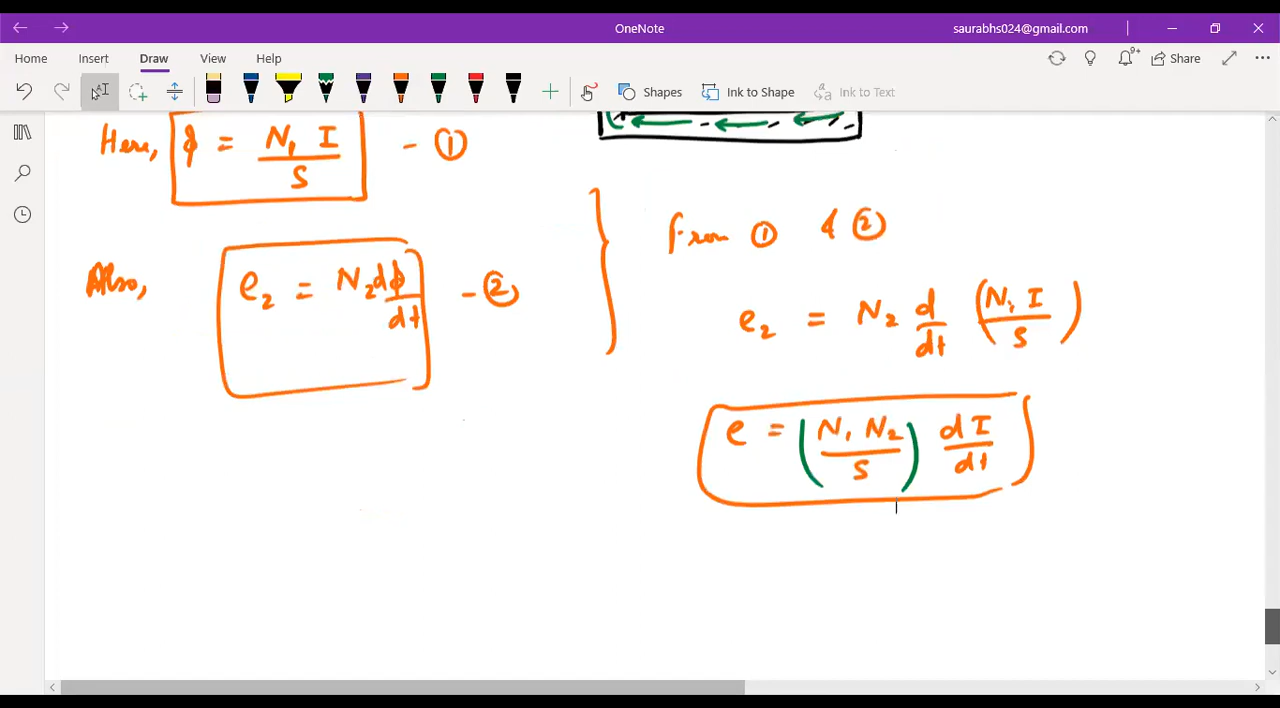 OneNote
saurabhs024@gmail.com
Home Insert Draw View Help
Share
Shapes Ink to Shape Ink to Text
Here, ϕ = N₁ I / S - ①
Also, e₂ = N₂ dϕ / dt - ②
from ① & ②
e₂ = N₂ d/dt (N₁ I / S)
e = (N₁ N₂ / S) dI / dt